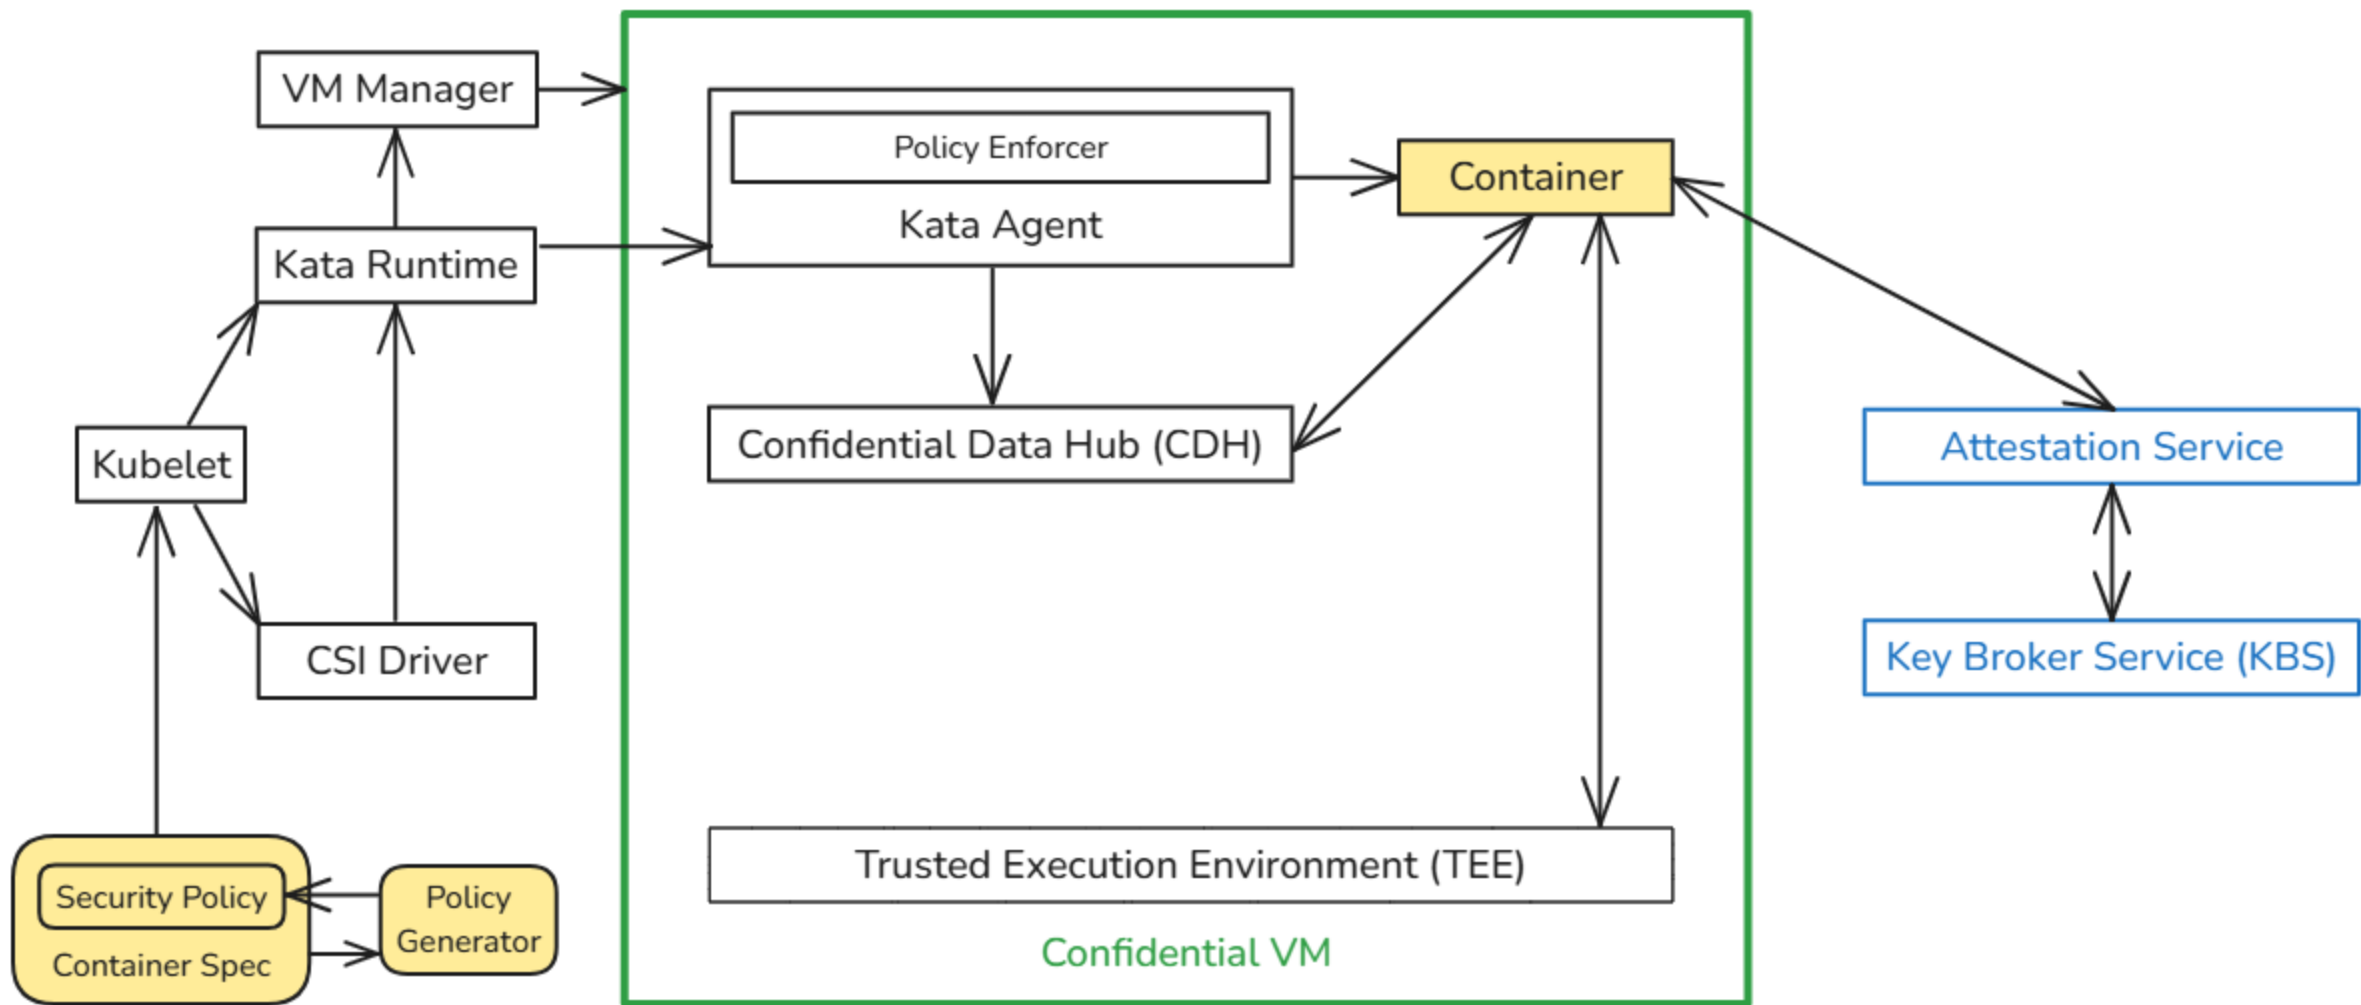 VM Manager
Policy Enforcer
Kata Agent
Container
Kata Runtime
Kubelet
Confidential Data Hub (CDH)
Attestation Service
CSI Driver
Key Broker Service (KBS)
Trusted Execution Environment (TEE)
Security Policy
Container Spec
Policy
Generator
Confidential VM